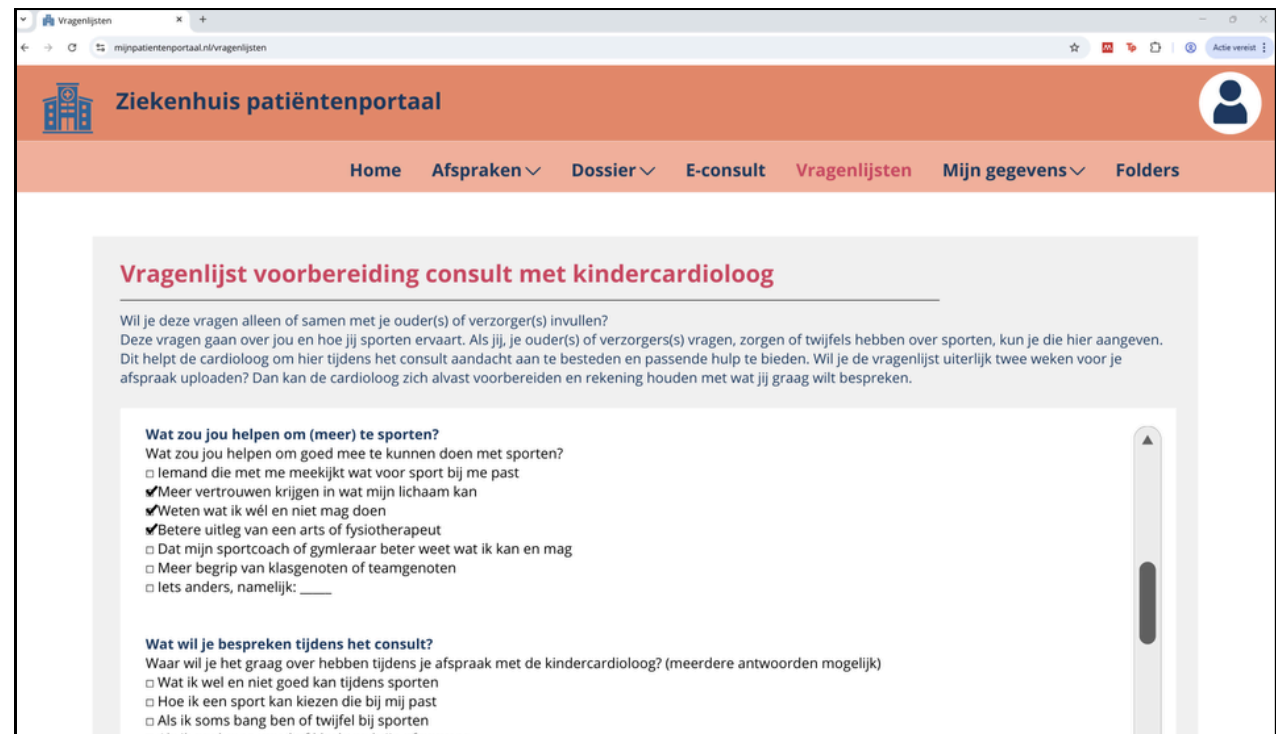 Vragenlijsten
mijnpatientenportaal.nl/vragenlijsten
Actie vereist
Ziekenhuis patiëntenportaal
Home Afspraken Dossier E-consult Vragenlijsten Mijn gegevens Folders
Vragenlijst voorbereiding consult met kindercardioloog
Wil je deze vragen alleen of samen met je ouder(s) of verzorger(s) invullen?
Deze vragen gaan over jou en hoe jij sporten ervaart. Als jij, je ouder(s) of verzorgers(s) vragen, zorgen of twijfels hebben over sporten, kun je die hier aangeven.
Dit helpt de cardioloog om hier tijdens het consult aandacht aan te besteden en passende hulp te bieden. Wil je de vragenlijst uiterlijk twee weken voor je
afspraak uploaden? Dan kan de cardioloog zich alvast voorbereiden en rekening houden met wat jij graag wilt bespreken.
Wat zou jou helpen om (meer) te sporten?
Wat zou jou helpen om goed mee te kunnen doen met sporten?
□ Iemand die met me meekijkt wat voor sport bij me past
✔Meer vertrouwen krijgen in wat mijn lichaam kan
✔Weten wat ik wél en niet mag doen
✔Betere uitleg van een arts of fysiotherapeut
□ Dat mijn sportcoach of gymleraar beter weet wat ik kan en mag
□ Meer begrip van klasgenoten of teamgenoten
□ Iets anders, namelijk: _____
Wat wil je bespreken tijdens het consult?
Waar wil je het graag over hebben tijdens je afspraak met de kindercardioloog? (meerdere antwoorden mogelijk)
□ Wat ik wel en niet goed kan tijdens sporten
□ Hoe ik een sport kan kiezen die bij mij past
□ Als ik soms bang ben of twijfel bij sporten